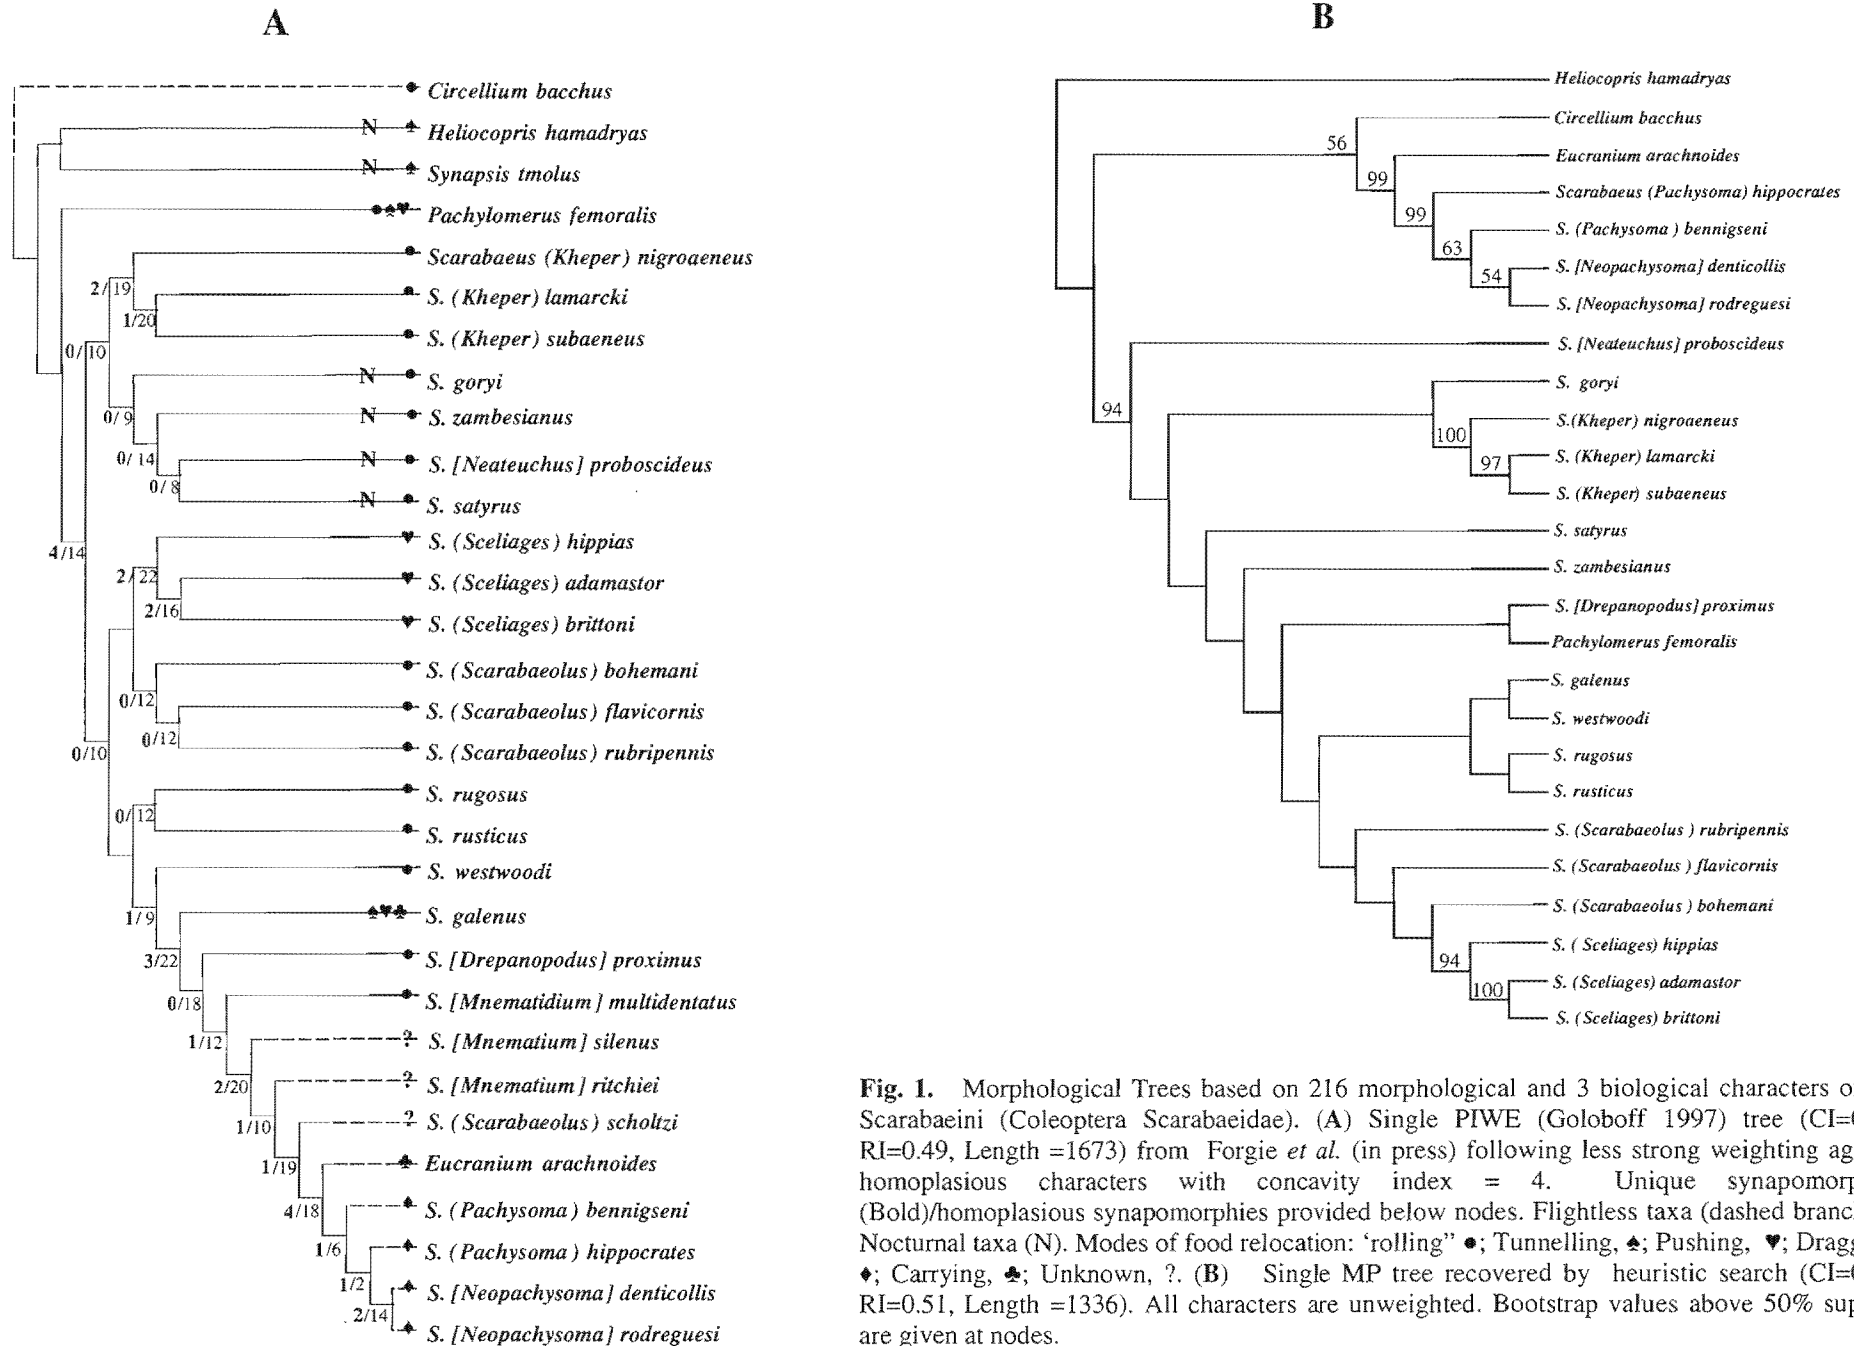 A
Circellium bacchus
N Heliocopris hamadryas
N Synapsis tmolus
Pachylomerus femoralis
Scarabaeus (Kheper) nigroaeneus
2/19
S. (Kheper) lamarcki
1/20
S. (Kheper) subaeneus
0/10
N S. goryi
0/9
N S. zambesianus
0/14
N S. [Neateuchus] proboscideus
0/8
N S. satyrus
S. (Sceliages) hippias
4/14
2/22
S. (Sceliages) adamastor
2/16
S. (Sceliages) brittoni
S. (Scarabaeolus) bohemani
0/12
S. (Scarabaeolus) flavicornis
0/12
0/10
S. (Scarabaeolus) rubripennis
S. rugosus
0/12
S. rusticus
S. westwoodi
1/9
S. galenus
3/22
S. [Drepanopodus] proximus
0/18
S. [Mnematidium] multidentatus
1/12
? S. [Mnematium] silenus
2/20
? S. [Mnematium] ritchiei
1/10
? S. (Scarabaeolus) scholtzi
1/19
Eucranium arachnoides
4/18
S. (Pachysoma) bennigseni
1/6
S. (Pachysoma) hippocrates
1/2
S. [Neopachysoma] denticollis
2/14
S. [Neopachysoma] rodreguesi
B
Heliocopris hamadryas
Circellium bacchus
56
Eucranium arachnoides
99
Scarabaeus (Pachysoma) hippocrates
99
S. (Pachysoma ) bennigseni
63
S. [Neopachysoma] denticollis
54
S. [Neopachysoma] rodreguesi
S. [Neateuchus] proboscideus
S. goryi
94
S.(Kheper) nigroaeneus
100
S. (Kheper) lamarcki
97
S. (Kheper) subaeneus
S. satyrus
S. zambesianus
S. [Drepanopodus] proximus
Pachylomerus femoralis
S. galenus
S. westwoodi
S. rugosus
S. rusticus
S. (Scarabaeolus ) rubripennis
S. (Scarabaeolus ) flavicornis
S. (Scarabaeolus ) bohemani
S. ( Sceliages) hippias
94
S. (Sceliages) adamastor
100
S. (Sceliages) brittoni
Fig. 1. Morphological Trees based on 216 morphological and 3 biological characters o
Scarabaeini (Coleoptera Scarabaeidae). (A) Single PIWE (Goloboff 1997) tree (CI=
RI=0.49, Length =1673) from Forgie et al. (in press) following less strong weighting ag
homoplasious characters with concavity index = 4. Unique synapomorp
(Bold)/homoplasious synapomorphies provided below nodes. Flightless taxa (dashed branc
Nocturnal taxa (N). Modes of food relocation: ‘rolling” ●; Tunnelling, ♠; Pushing, ♥; Dragg
♦; Carrying, ♣; Unknown, ?. (B) Single MP tree recovered by heuristic search (CI=
RI=0.51, Length =1336). All characters are unweighted. Bootstrap values above 50% sup
are given at nodes.